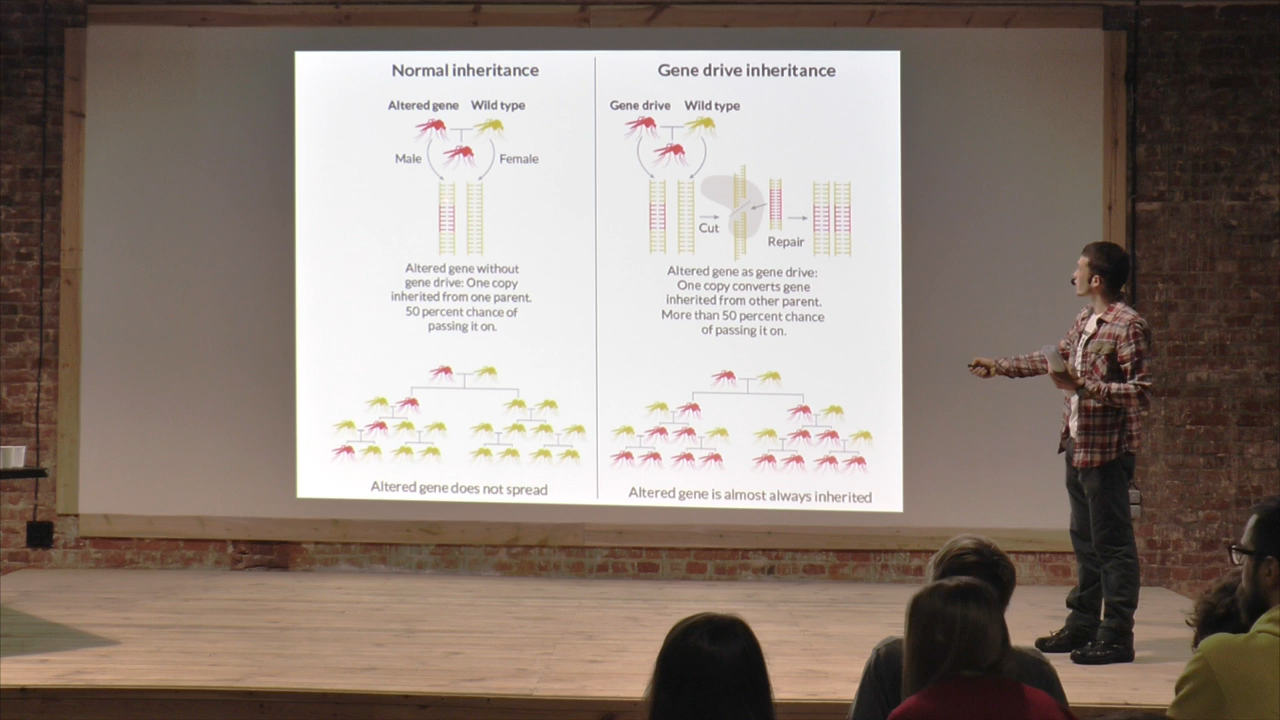 Normal inheritance
Altered gene Wild type
Male Female
Altered gene without
gene drive: One copy
inherited from one parent.
50 percent chance of
passing it on.
Altered gene does not spread
Gene drive inheritance
Gene drive Wild type
Cut
Repair
Altered gene as gene drive:
One copy converts gene
inherited from other parent.
More than 50 percent chance
of passing it on.
Altered gene is almost always inherited